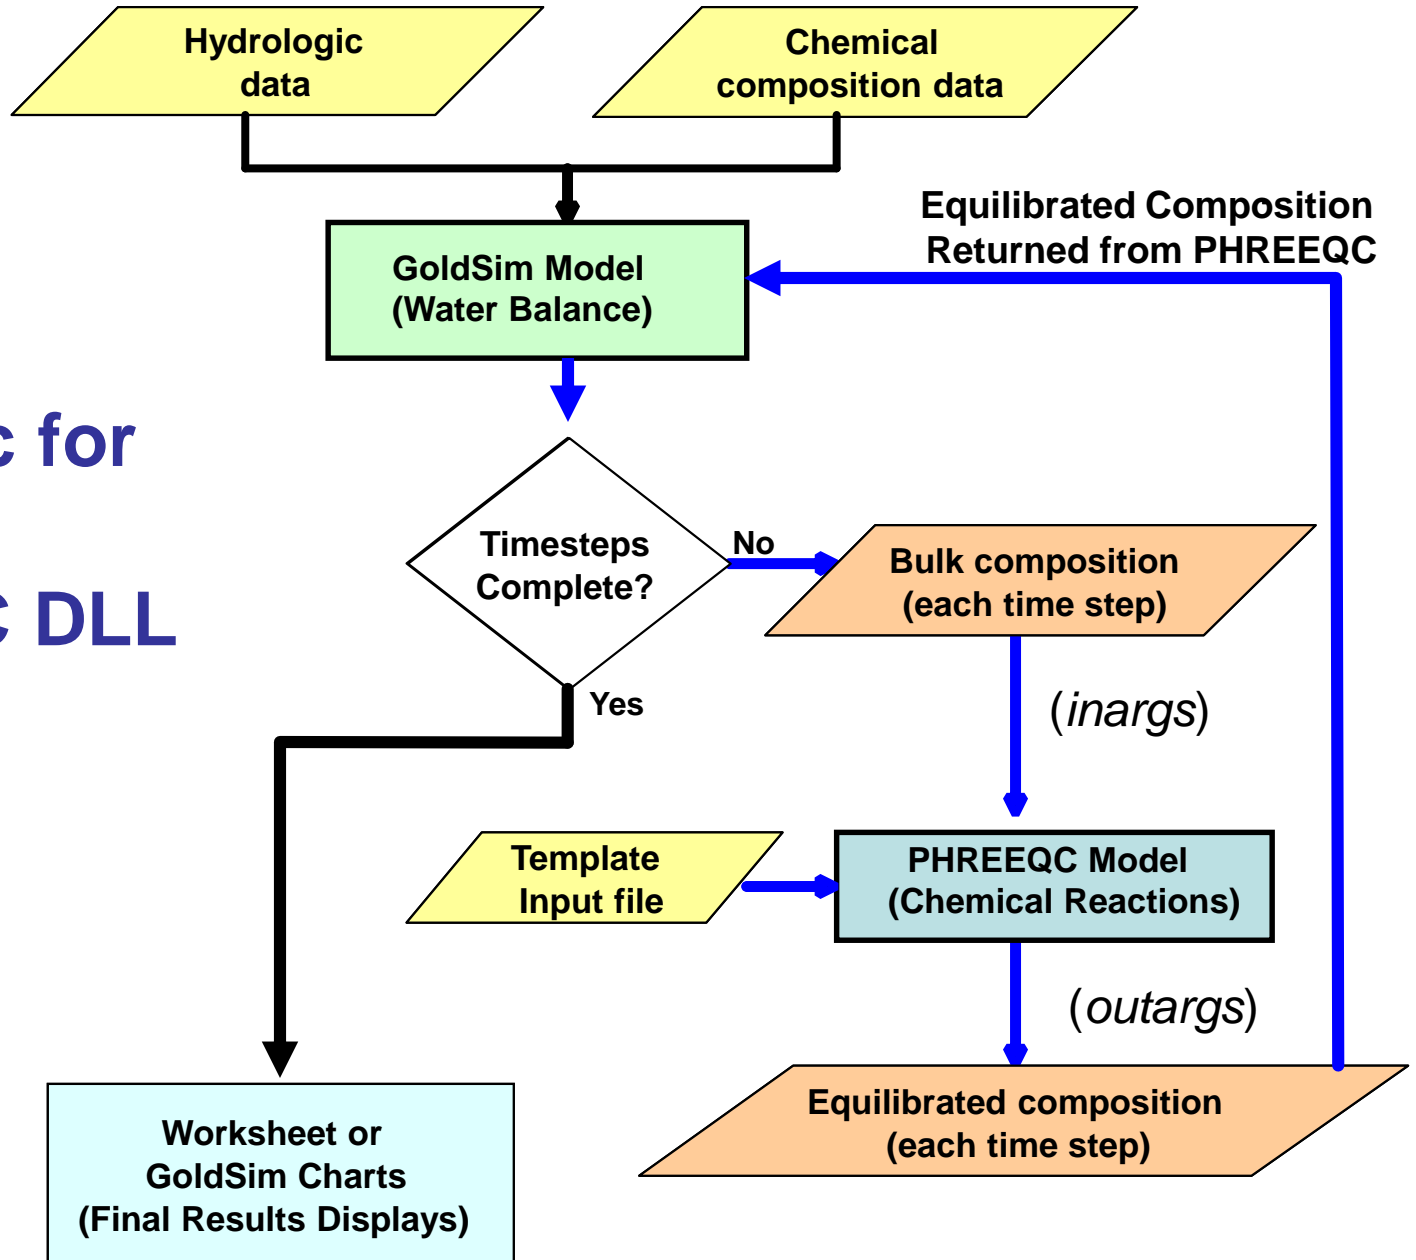 Hydrologic
data
Chemical
composition data
Equilibrated Composition
Returned from PHREEQC
GoldSim Model
(Water Balance)
c for
C DLL
Timesteps
Complete?
No
Yes
Bulk composition
(each time step)
(inargs)
Template
Input file
PHREEQC Model
(Chemical Reactions)
(outargs)
Equilibrated composition
(each time step)
Worksheet or
GoldSim Charts
(Final Results Displays)